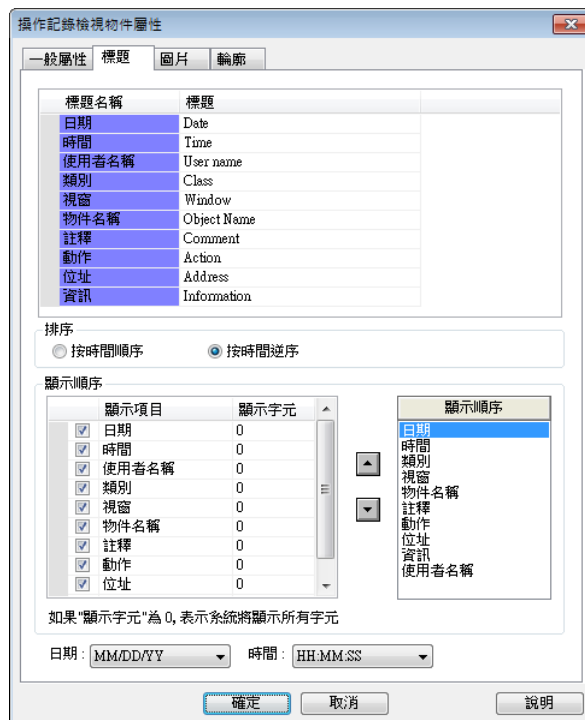 操作記錄檢視物件屬性
一般屬性 標題 圖片 輪廓
標題名稱 標題
日期 Date
時間 Time
使用者名稱 User name
類別 Class
視窗 Window
物件名稱 Object Name
註釋 Comment
動作 Action
位址 Address
資訊 Information
排序
按時間順序 按時間逆序
顯示順序
顯示項目 顯示字元
日期 0
時間 0
使用者名稱 0
類別 0
視窗 0
物件名稱 0
註釋 0
動作 0
位址 0
顯示順序
日期
時間
類別
視窗
物件名稱
註釋
動作
位址
資訊
使用者名稱
如果"顯示字元"為 0, 表示系統將顯示所有字元
日期 : MM/DD/YY 時間 : HH:MM:SS
確定 取消 說明